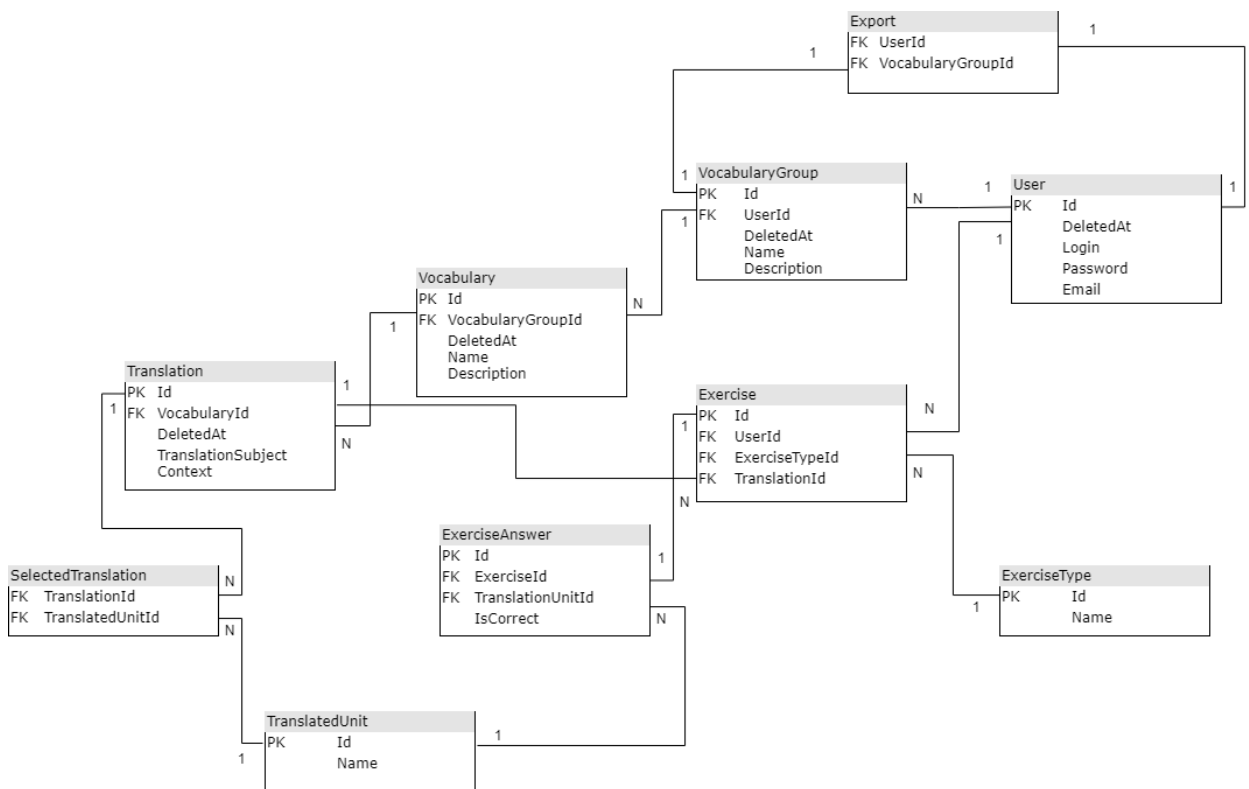 Export
FK UserId
FK VocabularyGroupId
1
1
1
VocabularyGroup
PK Id
FK UserId
DeletedAt
Name
Description
1
N
1
User
PK Id
DeletedAt
Login
Password
Email
1
1
Vocabulary
PK Id
FK VocabularyGroupId
DeletedAt
Name
Description
N
1
Translation
PK Id
FK VocabularyId
DeletedAt
TranslationSubject
Context
1
1
N
Exercise
PK Id
FK UserId
FK ExerciseTypeId
FK TranslationId
N
1
N
N
ExerciseAnswer
PK Id
FK ExerciseId
FK TranslationUnitId
IsCorrect
1
N
SelectedTranslation
FK TranslationId
FK TranslatedUnitId
N
N
ExerciseType
PK Id
Name
1
TranslatedUnit
PK Id
Name
1
1